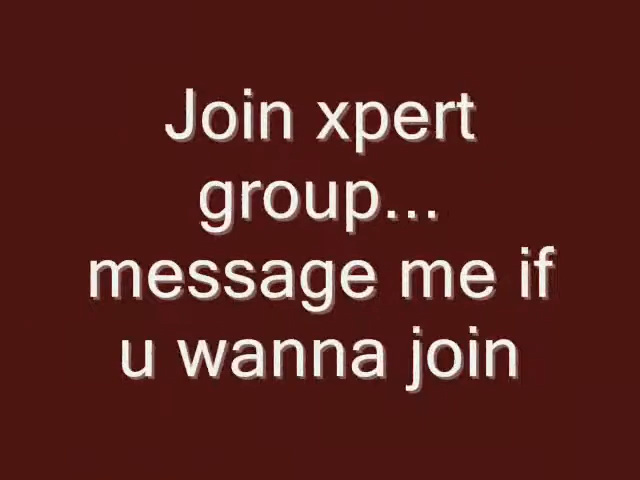 Join xpert
group...
message me if
u wanna join